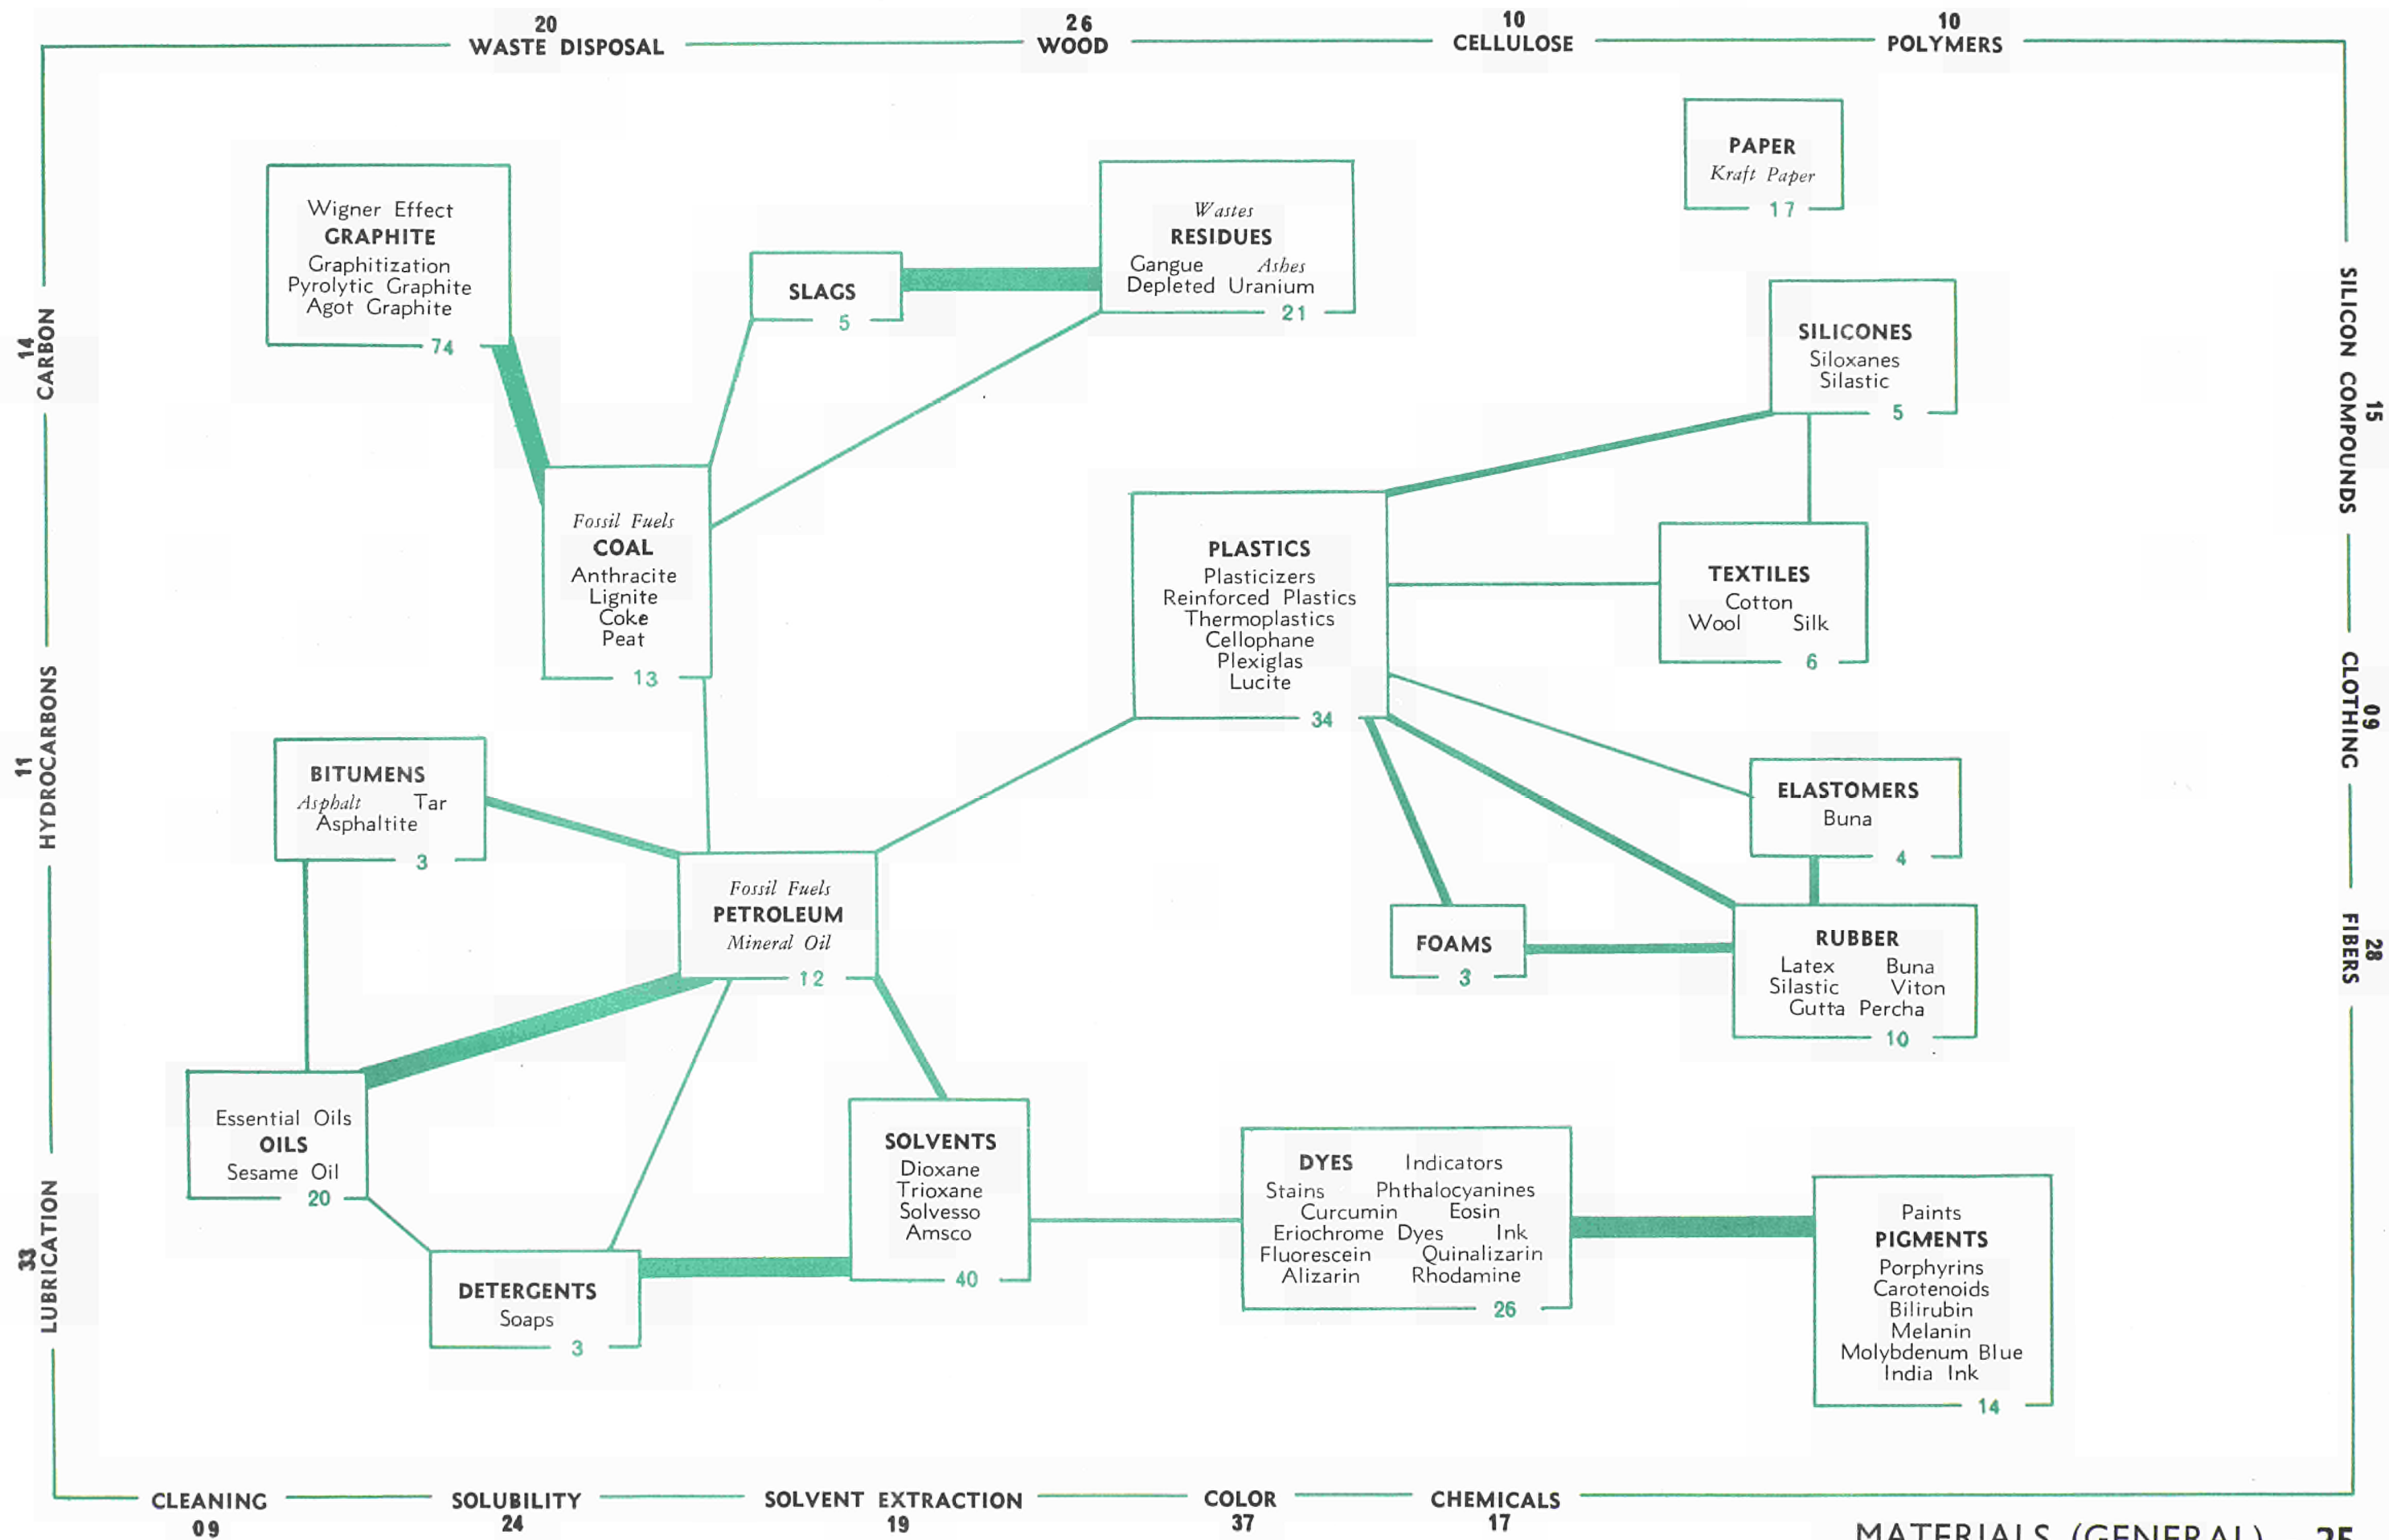 20
WASTE DISPOSAL
26
WOOD
10
CELLULOSE
10
POLYMERS
14
CARBON
11
HYDROCARBONS
33
LUBRICATION
Wigner Effect
GRAPHITE
Graphitization
Pyrolytic Graphite
Agot Graphite
74
SLAGS
5
Wastes
RESIDUES
Gangue Ashes
Depleted Uranium
21
PAPER
Kraft Paper
17
SILICONES
Siloxanes
Silastic
5
Fossil Fuels
COAL
Anthracite
Lignite
Coke
Peat
13
PLASTICS
Plasticizers
Reinforced Plastics
Thermoplastics
Cellophane
Plexiglas
Lucite
34
TEXTILES
Cotton
Wool Silk
6
BITUMENS
Asphalt Tar
Asphaltite
3
Fossil Fuels
PETROLEUM
Mineral Oil
12
ELASTOMERS
Buna
4
FOAMS
3
RUBBER
Latex Buna
Silastic Viton
Gutta Percha
10
Essential Oils
OILS
Sesame Oil
20
SOLVENTS
Dioxane
Trioxane
Solvesso
Amsco
40
DETERGENTS
Soaps
3
DYES Indicators
Stains Phthalocyanines
Curcumin Eosin
Eriochrome Dyes Ink
Fluorescein Quinalizarin
Alizarin Rhodamine
26
Paints
PIGMENTS
Porphyrins
Carotenoids
Bilirubin
Melanin
Molybdenum Blue
India Ink
14
15
SILICON COMPOUNDS
09
CLOTHING
28
FIBERS
CLEANING
09
SOLUBILITY
24
SOLVENT EXTRACTION
19
COLOR
37
CHEMICALS
17
MATERIALS (GENERAL) 25